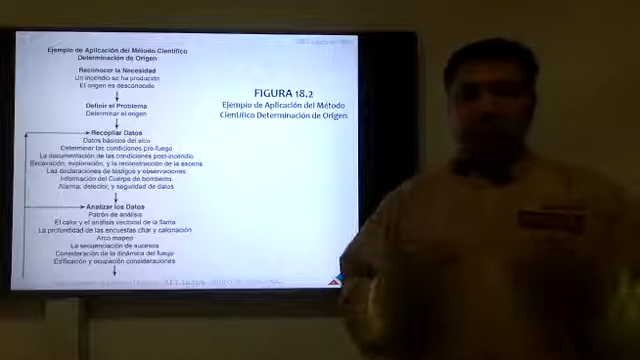 Ejemplo de Aplicación del Método Científico
Determinación de Origen
Reconocer la Necesidad
Un incendio se ha producido
El origen es desconocido
Definir el Problema
Determinar el origen
Recopilar Datos
Datos básicos del sitio
Determinar las condiciones pre-fuego
La documentación de las condiciones post-incendio
Excavación, exploración, y la reconstrucción de la escena
Las declaraciones de testigos y observaciones
Información del Cuerpo de bomberos
Alarma, detector, y seguridad de datos
Analizar los Datos
Patrón de análisis
El calor y el análisis vectorial de la llama
La profundidad de las encuestas char y calcinación
Arco mapeo
La secuenciación de sucesos
Consideración de la dinámica del fuego
Edificación y ocupación consideraciones
FIGURA 18.2
Ejemplo de Aplicación del Método
Científico Determinación de Origen